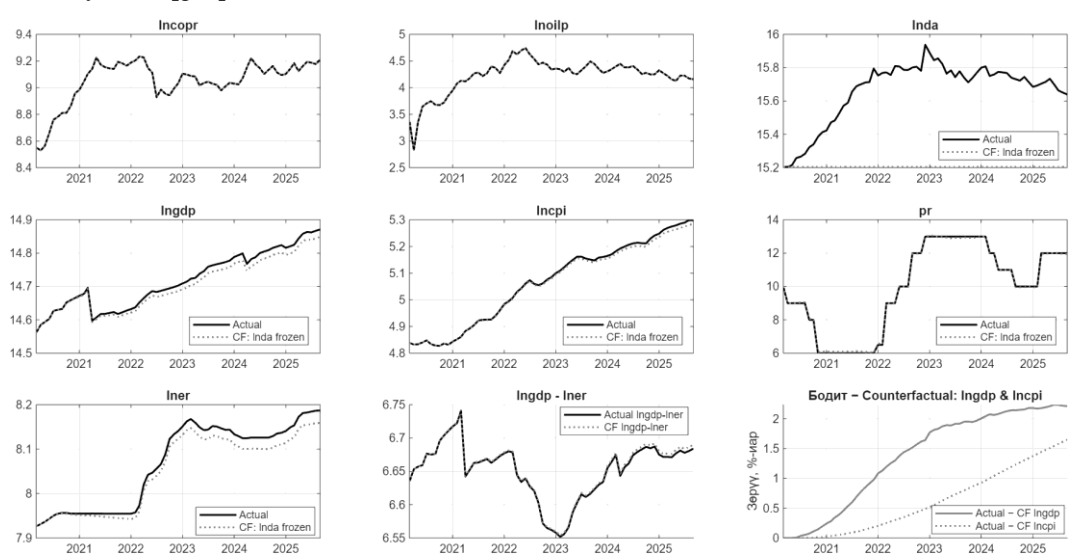 lncopr
9.4
9.2
9
8.8
8.6
8.4
2021 2022 2023 2024 2025
lnoilp
5
4.5
4
3.5
3
2.5
2021 2022 2023 2024 2025
lnda
16
15.8
15.6
15.4
15.2
Actual
CF: lnda frozen
2021 2022 2023 2024 2025
lngdp
14.9
14.8
14.7
14.6
14.5
Actual
CF: lnda frozen
2021 2022 2023 2024 2025
lncpi
5.3
5.2
5.1
5
4.9
4.8
Actual
CF: lnda frozen
2021 2022 2023 2024 2025
pr
14
12
10
8
6
Actual
CF: lnda frozen
2021 2022 2023 2024 2025
lner
8.2
8.1
8
7.9
Actual
CF: lnda frozen
2021 2022 2023 2024 2025
lngdp - lner
6.75
6.7
6.65
6.6
6.55
Actual lngdp-lner
CF lngdp-lner
2021 2022 2023 2024 2025
Бодит − Counterfactual: lngdp & lncpi
Зөрүү, %-иар
2
1.5
1
0.5
0
Actual − CF lngdp
Actual − CF lncpi
2021 2022 2023 2024 2025